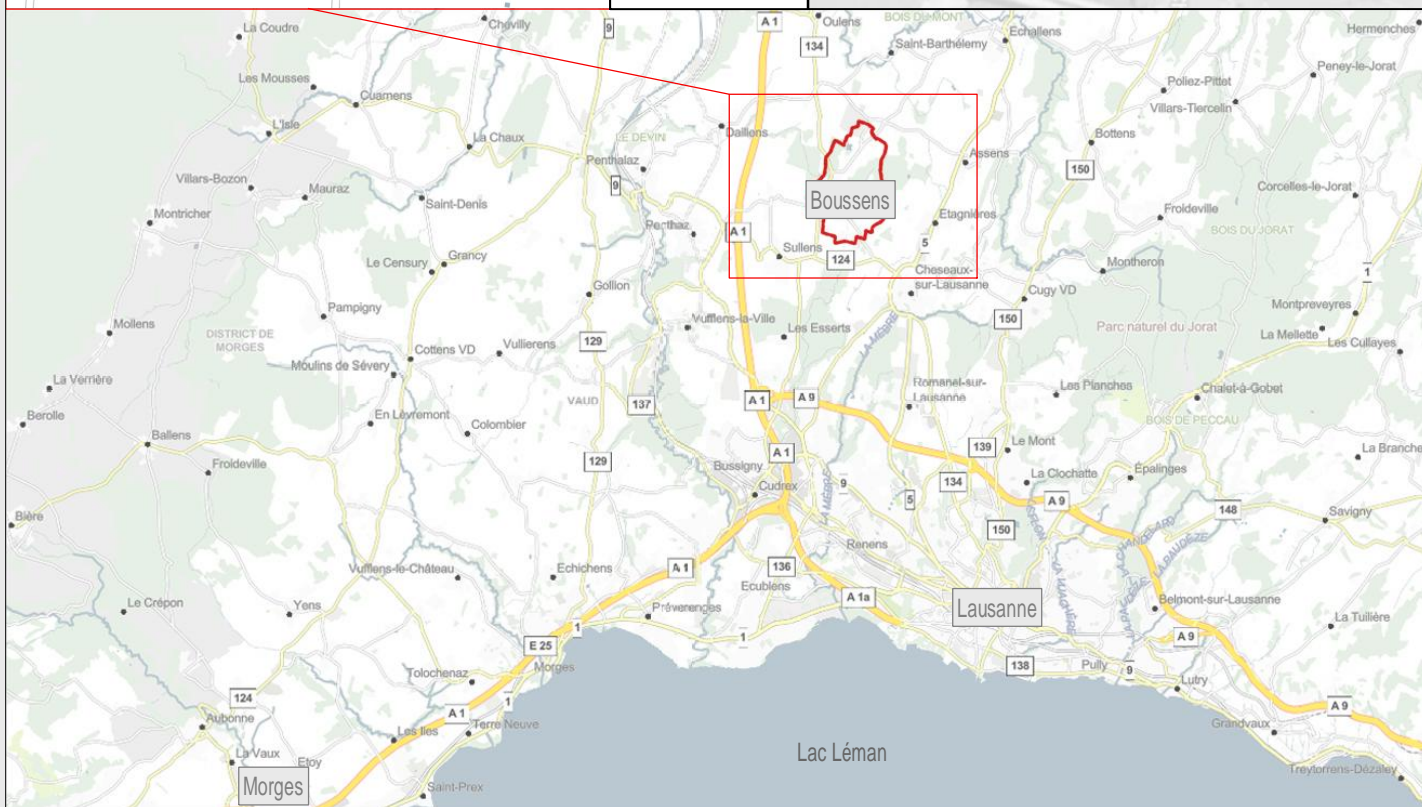 Chevilly
A 1
Oulens
BOIS DU MONT
Hermenches
La Coudre
9
134
Saint-Barthélemy
Echallens
Les Mousses
Peney-le-Jorat
Poliez-Pittet
Cuarnens
Villars-Tiercelin
L'Isle
La Chaux
LE DEVIN
Daillens
Bottens
Penthalaz
Assens
150
Villars-Bozon
9
Mauraz
Saint-Denis
Boussens
Corcelles-le-Jorat
Montricher
Froideville
Etagnières
BOIS DU JORAT
Penthaz
A 1
5
Sullens
124
Le Censury
Grancy
Cheseaux-
sur-Lausanne
Montheron
1
Gollion
Cugy VD
Pampigny
Montpreveyres
Mollens
DISTRICT DE
MORGES
Vufflens-la-Ville
Les Esserts
LA MÈBRE
150
Parc naturel du Jorat
La Mellette
Les Cullayes
129
Cottens VD
Vullierens
Moulins de Sévery
La Verrière
Romanel-sur-
Lausanne
Les Planches
Chalet-à-Gobet
VAUD
137
A 1
A 9
Berolle
En Lèvremont
BOIS DE PECCAU
Colombier
Ballens
139
Le Mont
A 1
La Branche
129
Froideville
Bussigny
La Clochatte
Épalinges
Cudrex
LA MÈBRE
9
134
Bière
5
A 9
148
Savigny
150
Renens
Vufflens-le-Château
Echichens
A 1
136
Ecublens
Le Crépon
Yens
Préverenges
A 1a
Lausanne
Belmont-sur-Lausanne
La Tuilière
1
1
A 9
E 25
Morges
138
Pully
9
Tolochenaz
Lutry
124
1
A 9
Aubonne
A 1
Les Iles
Terre Neuve
Grandvaux
Lac Léman
La Vaux
Etoy
Treytorrens-Dézaley
Morges
Saint-Prex